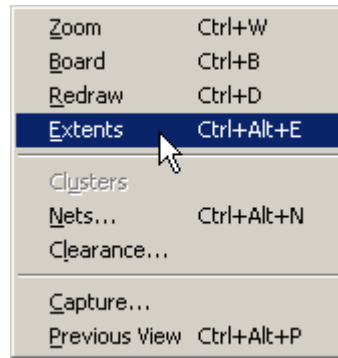 Zoom Ctrl+W
Board Ctrl+B
Redraw Ctrl+D
Extents Ctrl+Alt+E
Clusters
Nets... Ctrl+Alt+N
Clearance...
Capture...
Previous View Ctrl+Alt+P